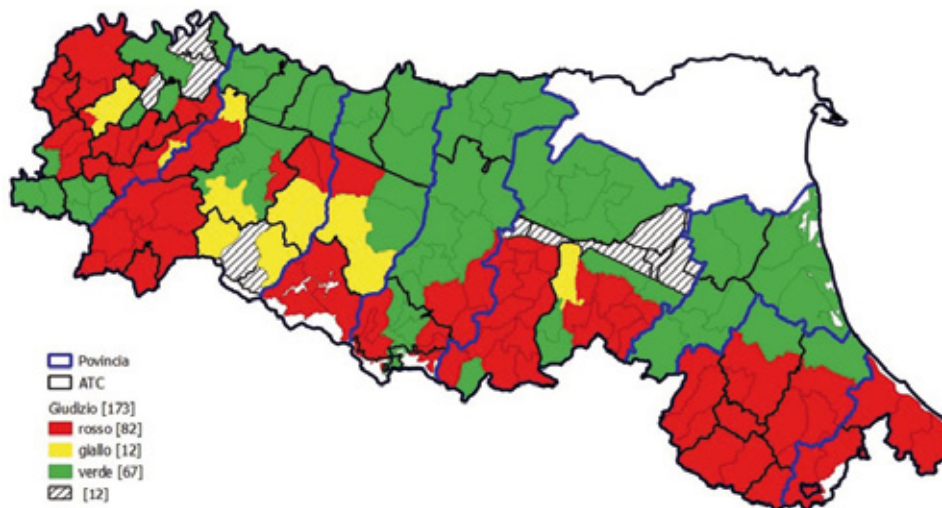 Povincia
ATC
Giudizio [173]
rosso [82]
giallo [12]
verde [67]
[12]